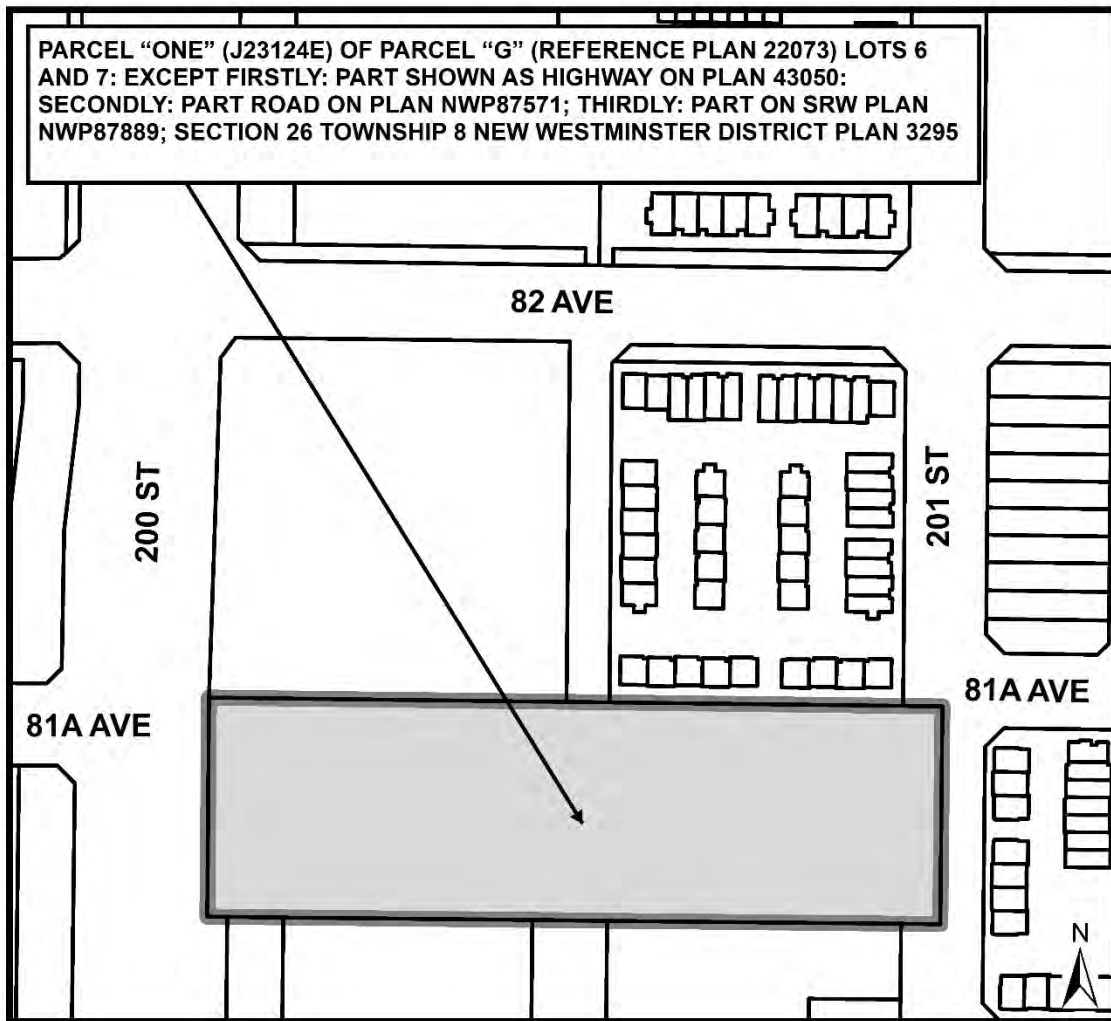 PARCEL “ONE” (J23124E) OF PARCEL “G” (REFERENCE PLAN 22073) LOTS 6
AND 7: EXCEPT FIRSTLY: PART SHOWN AS HIGHWAY ON PLAN 43050:
SECONDLY: PART ROAD ON PLAN NWP87571; THIRDLY: PART ON SRW PLAN
NWP87889; SECTION 26 TOWNSHIP 8 NEW WESTMINSTER DISTRICT PLAN 3295
82 AVE
200 ST
201 ST
81A AVE
81A AVE
N